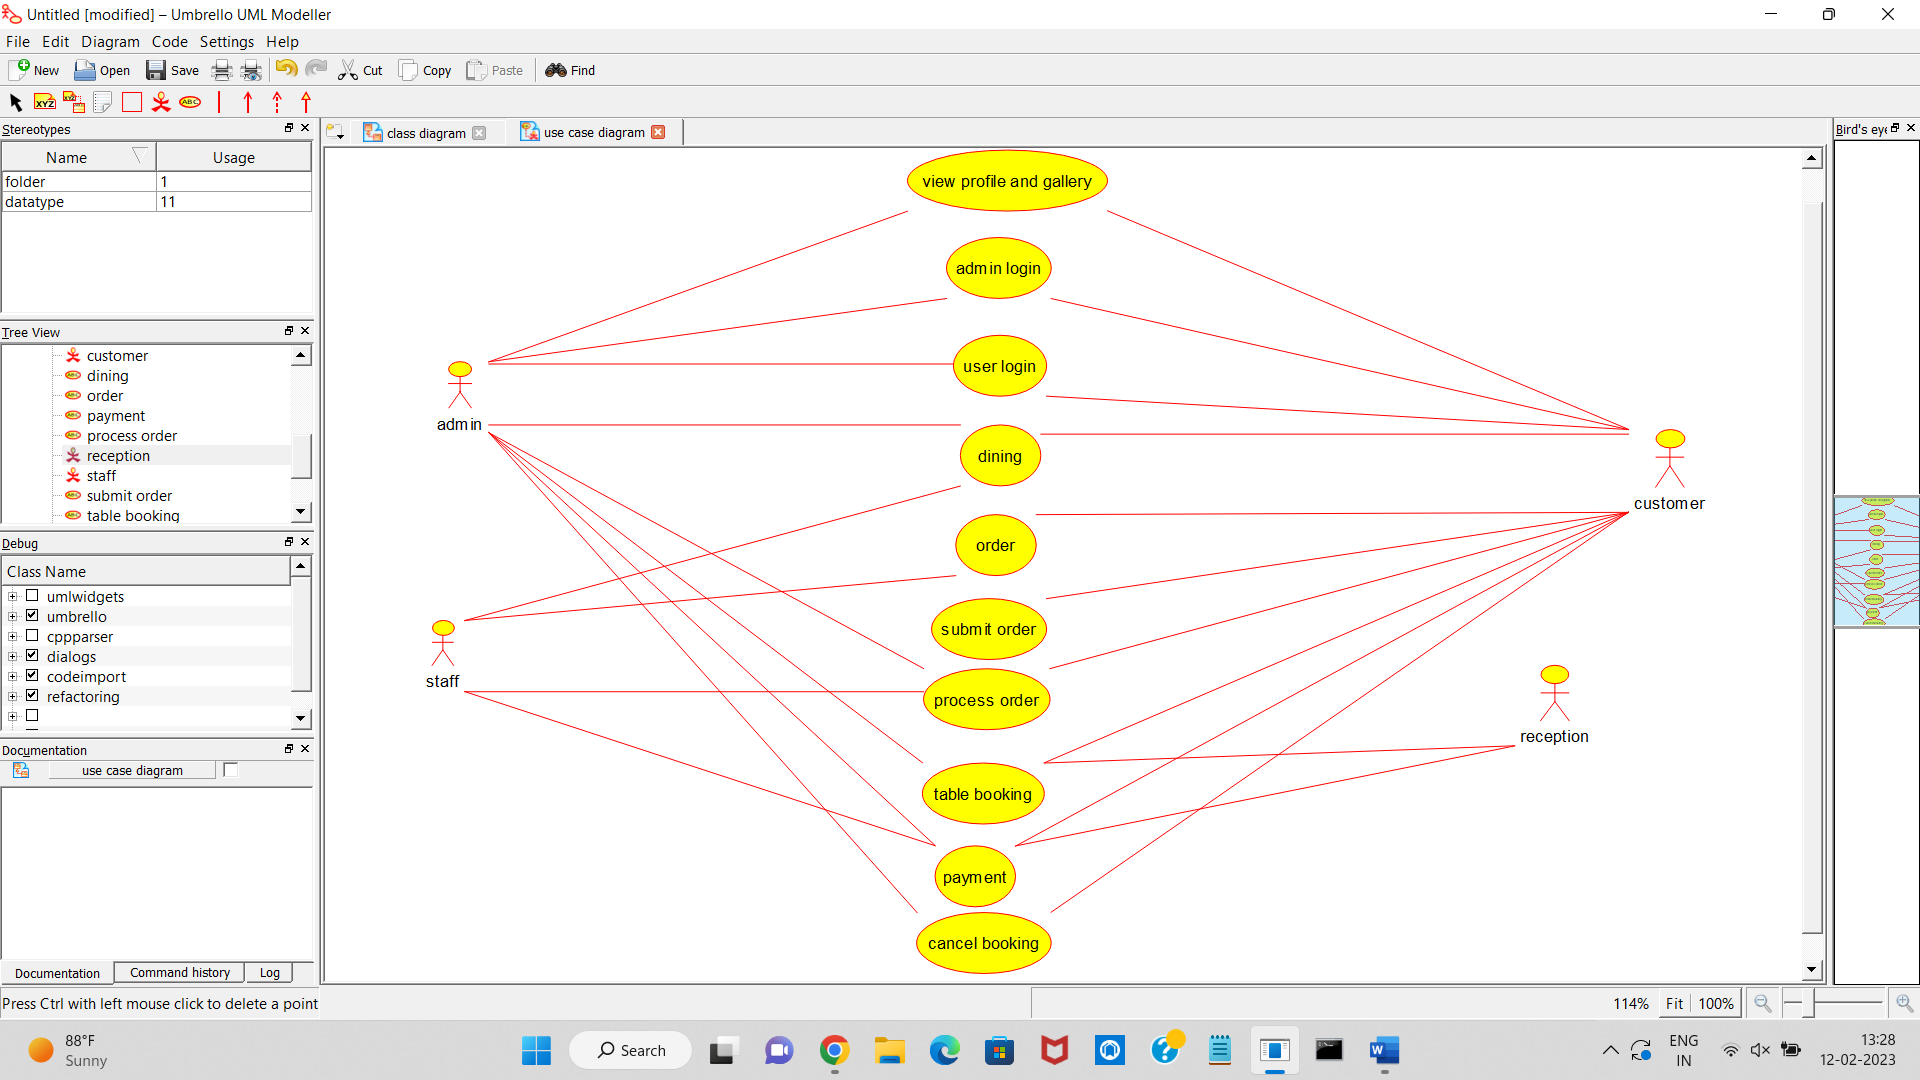 Untitled [modified] – Umbrello UML Modeller
File Edit Diagram Code Settings Help
New Open Save Cut Copy Paste Find
XYZ XYZ ABC
Stereotypes
Name Usage
folder 1
datatype 11
Tree View
customer
dining
order
payment
process order
reception
staff
submit order
table booking
Debug
Class Name
umlwidgets
umbrello
cppparser
dialogs
codeimport
refactoring
Documentation
use case diagram
Documentation Command history Log
Press Ctrl with left mouse click to delete a point
class diagram use case diagram
view profile and gallery
admin login
user login
admin
dining
customer
order
submit order
staff
process order
reception
table booking
payment
cancel booking
Bird's eye
114% Fit 100%
88°F
Sunny
Search
ENG
IN
13:28
12-02-2023